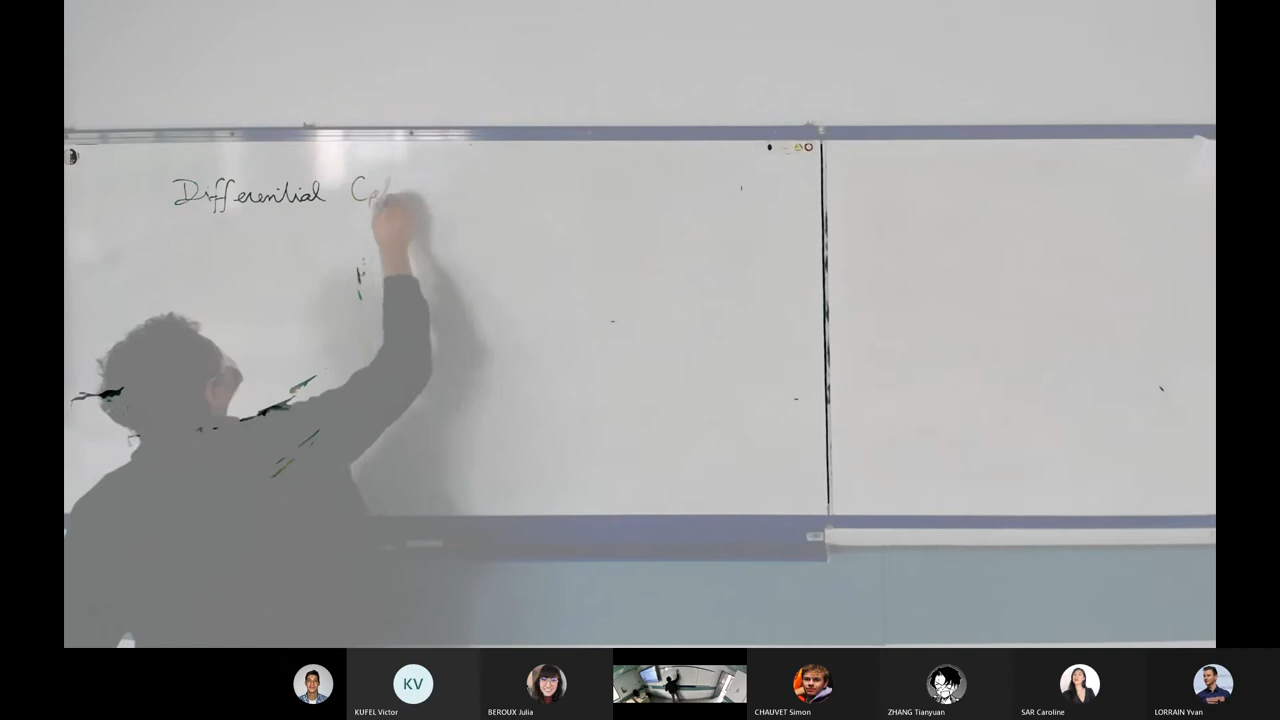 Differential
KV
KUFEL Victor
BEROUX Julia
CHAUVET Simon
ZHANG Tianyuan
SAR Caroline
LORRAIN Yvan